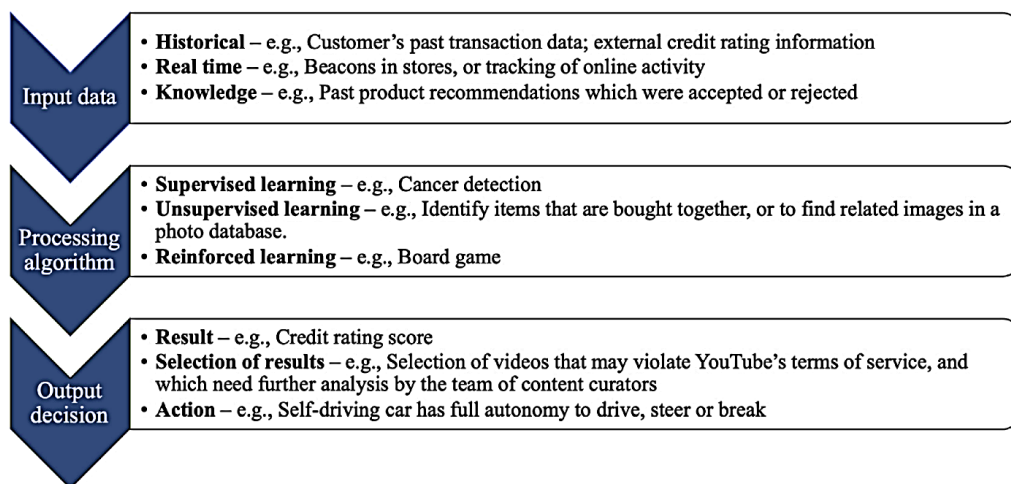 Input data
• Historical – e.g., Customer's past transaction data; external credit rating information
• Real time – e.g., Beacons in stores, or tracking of online activity
• Knowledge – e.g., Past product recommendations which were accepted or rejected
Processing
algorithm
• Supervised learning – e.g., Cancer detection
• Unsupervised learning – e.g., Identify items that are bought together, or to find related images in a
photo database.
• Reinforced learning – e.g., Board game
Output
decision
• Result – e.g., Credit rating score
• Selection of results – e.g., Selection of videos that may violate YouTube's terms of service, and
which need further analysis by the team of content curators
• Action – e.g., Self-driving car has full autonomy to drive, steer or break